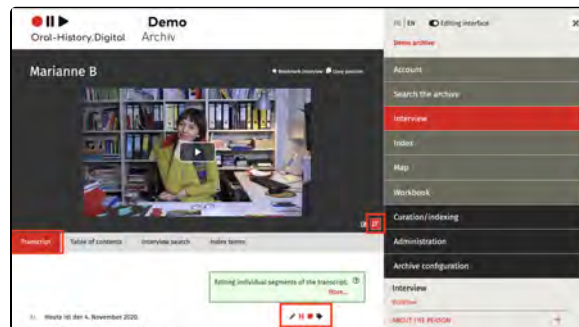 Oral-History.Digital
Demo
Archiv
DE | EN Editing interface
Demo archive
Marianne B
Bookmark interview Copy position
Account
Search the archive
Interview
Index
Map
Workbook
Curation/indexing
Administration
Archive configuration
Interview
ABOUT THE PERSON
Transcript Table of contents Interview search Index terms
Editing individual segments of the transcript.
More...
Heute ist der 4. November 2020.